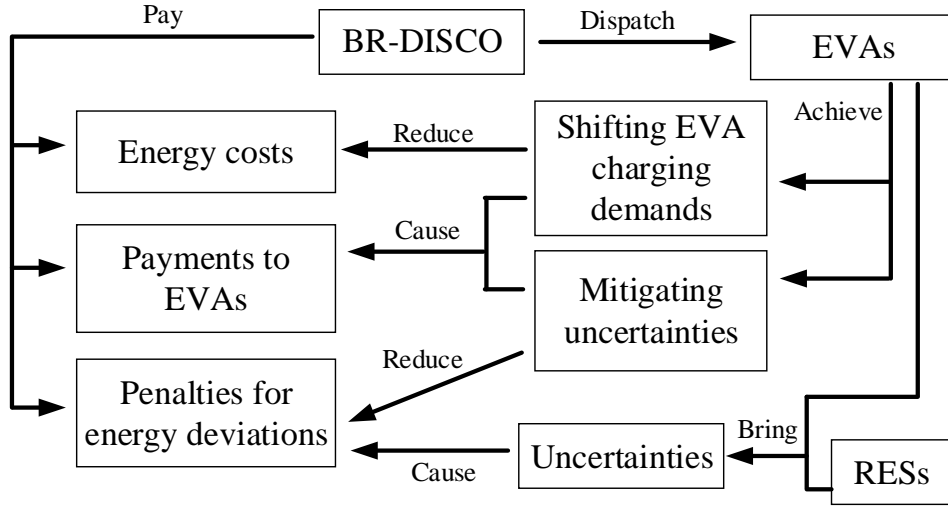 Pay
BR-DISCO
Dispatch
EVAs
Achieve
Energy costs
Reduce
Shifting EVA
charging
demands
Payments to
EVAs
Cause
Mitigating
uncertainties
Reduce
Penalties for
energy deviations
Cause
Uncertainties
Bring
RESs